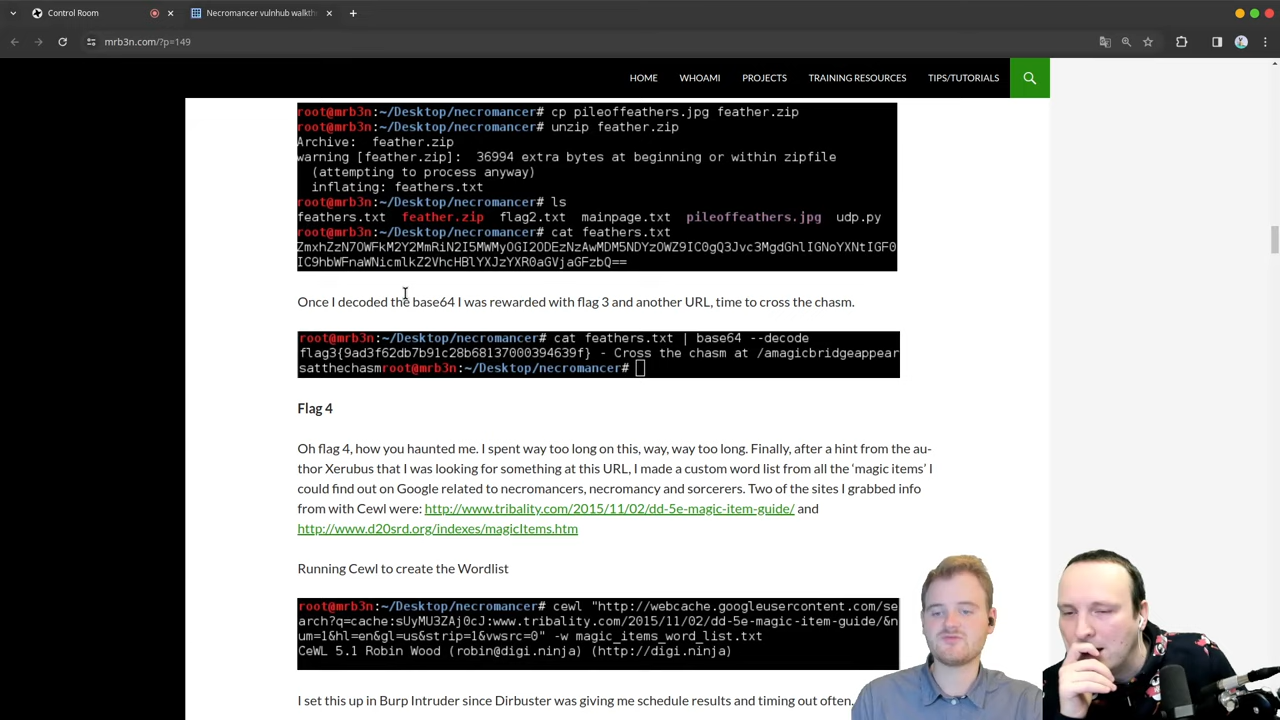 Control Room
Necromancer vulnhub walkth
mrb3n.com/?p=149
HOME WHOAMI PROJECTS TRAINING RESOURCES TIPS/TUTORIALS
root@mrb3n:~/Desktop/necromancer# cp pileoffeathers.jpg feather.zip
root@mrb3n:~/Desktop/necromancer# unzip feather.zip
Archive:  feather.zip
warning [feather.zip]:  36994 extra bytes at beginning or within zipfile
(attempting to process anyway)
inflating: feathers.txt
root@mrb3n:~/Desktop/necromancer# ls
feathers.txt feather.zip flag2.txt mainpage.txt pileoffeathers.jpg udp.py
root@mrb3n:~/Desktop/necromancer# cat feathers.txt
ZmxhZzN7OWFkM2Y2MmRiN2I5MWMyOGI2ODEzNzAwMDM5NDYzOWZ9IC0gQ3Jvc3MgdGhlIGNoYXNtIGF0
IC9hbWFnaWNicmlkZ2VhcHBlYXJzYXR0aGVjaGFzbQ==
Once I decoded the base64 I was rewarded with flag 3 and another URL, time to cross the chasm.
root@mrb3n:~/Desktop/necromancer# cat feathers.txt | base64 --decode
flag3{9ad3f62db7b91c28b68137000394639f} - Cross the chasm at /amagicbridgeappear
satthechasmroot@mrb3n:~/Desktop/necromancer#
Flag 4
Oh flag 4, how you haunted me. I spent way too long on this, way, way too long. Finally, after a hint from the au-
thor Xerubus that I was looking for something at this URL, I made a custom word list from all the ‘magic items’ I
could find out on Google related to necromancers, necromancy and sorcerers. Two of the sites I grabbed info
from with Cewl were: http://www.tribality.com/2015/11/02/dd-5e-magic-item-guide/ and
http://www.d20srd.org/indexes/magicItems.htm
Running Cewl to create the Wordlist
root@mrb3n:~/Desktop/necromancer# cewl "http://webcache.googleusercontent.com/se
arch?q=cache:sUyMU3ZAj0cJ:www.tribality.com/2015/11/02/dd-5e-magic-item-guide/&n
um=1&hl=en&gl=us&strip=1&vwsrc=0" -w magic_items_word_list.txt
CeWL 5.1 Robin Wood (robin@digi.ninja) (http://digi.ninja)
I set this up in Burp Intruder since Dirbuster was giving me schedule results and timing out often.